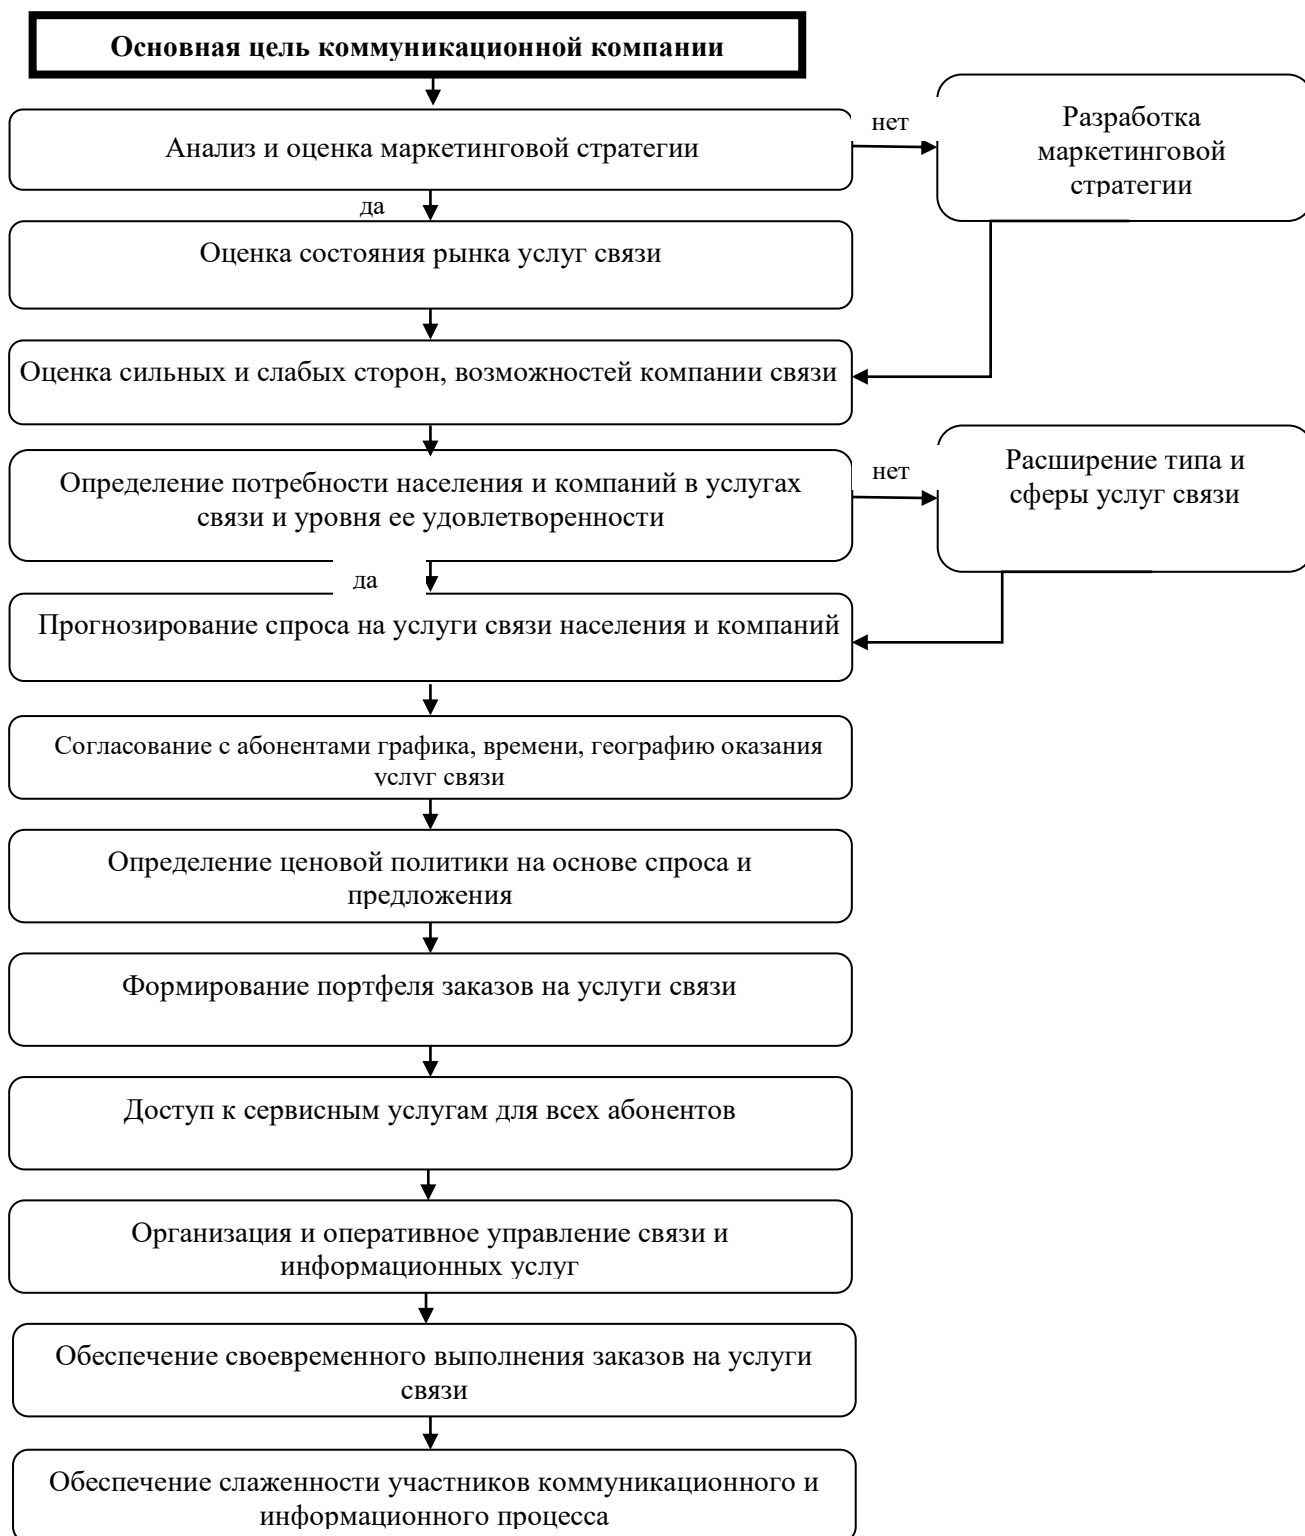 Основная цель коммуникационной компании
Анализ и оценка маркетинговой стратегии
нет
Разработка
маркетинговой
стратегии
да
Оценка состояния рынка услуг связи
Оценка сильных и слабых сторон, возможностей компании связи
Определение потребности населения и компаний в услугах
связи и уровня ее удовлетворенности
нет
Расширение типа и
сферы услуг связи
да
Прогнозирование спроса на услуги связи населения и компаний
Согласование с абонентами графика, времени, географию оказания
услуг связи
Определение ценовой политики на основе спроса и
предложения
Формирование портфеля заказов на услуги связи
Доступ к сервисным услугам для всех абонентов
Организация и оперативное управление связи и
информационных услуг
Обеспечение своевременного выполнения заказов на услуги
связи
Обеспечение слаженности участников коммуникационного и
информационного процесса